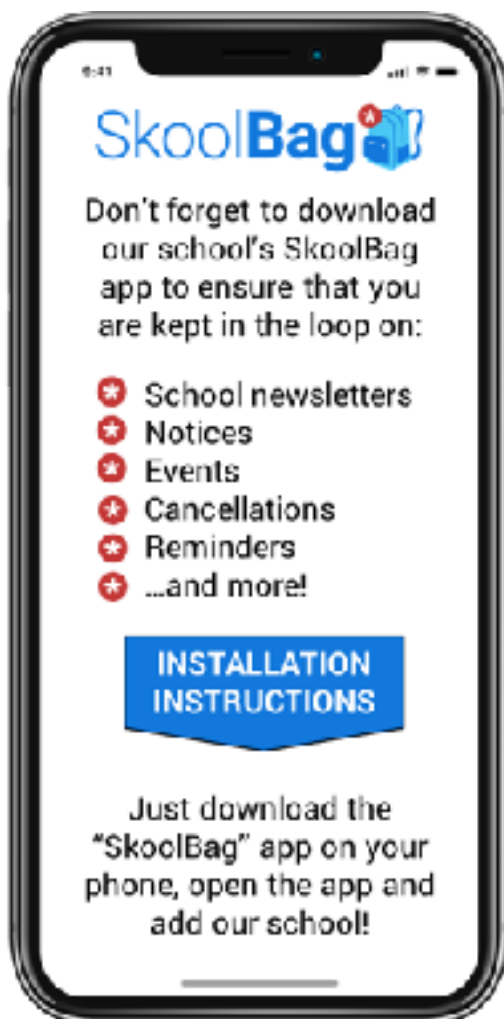 9:41
SkoolBag
Don't forget to download
our school's SkoolBag
app to ensure that you
are kept in the loop on:
School newsletters
Notices
Events
Cancellations
Reminders
...and more!
INSTALLATION
INSTRUCTIONS
Just download the
“SkoolBag” app on your
phone, open the app and
add our school!